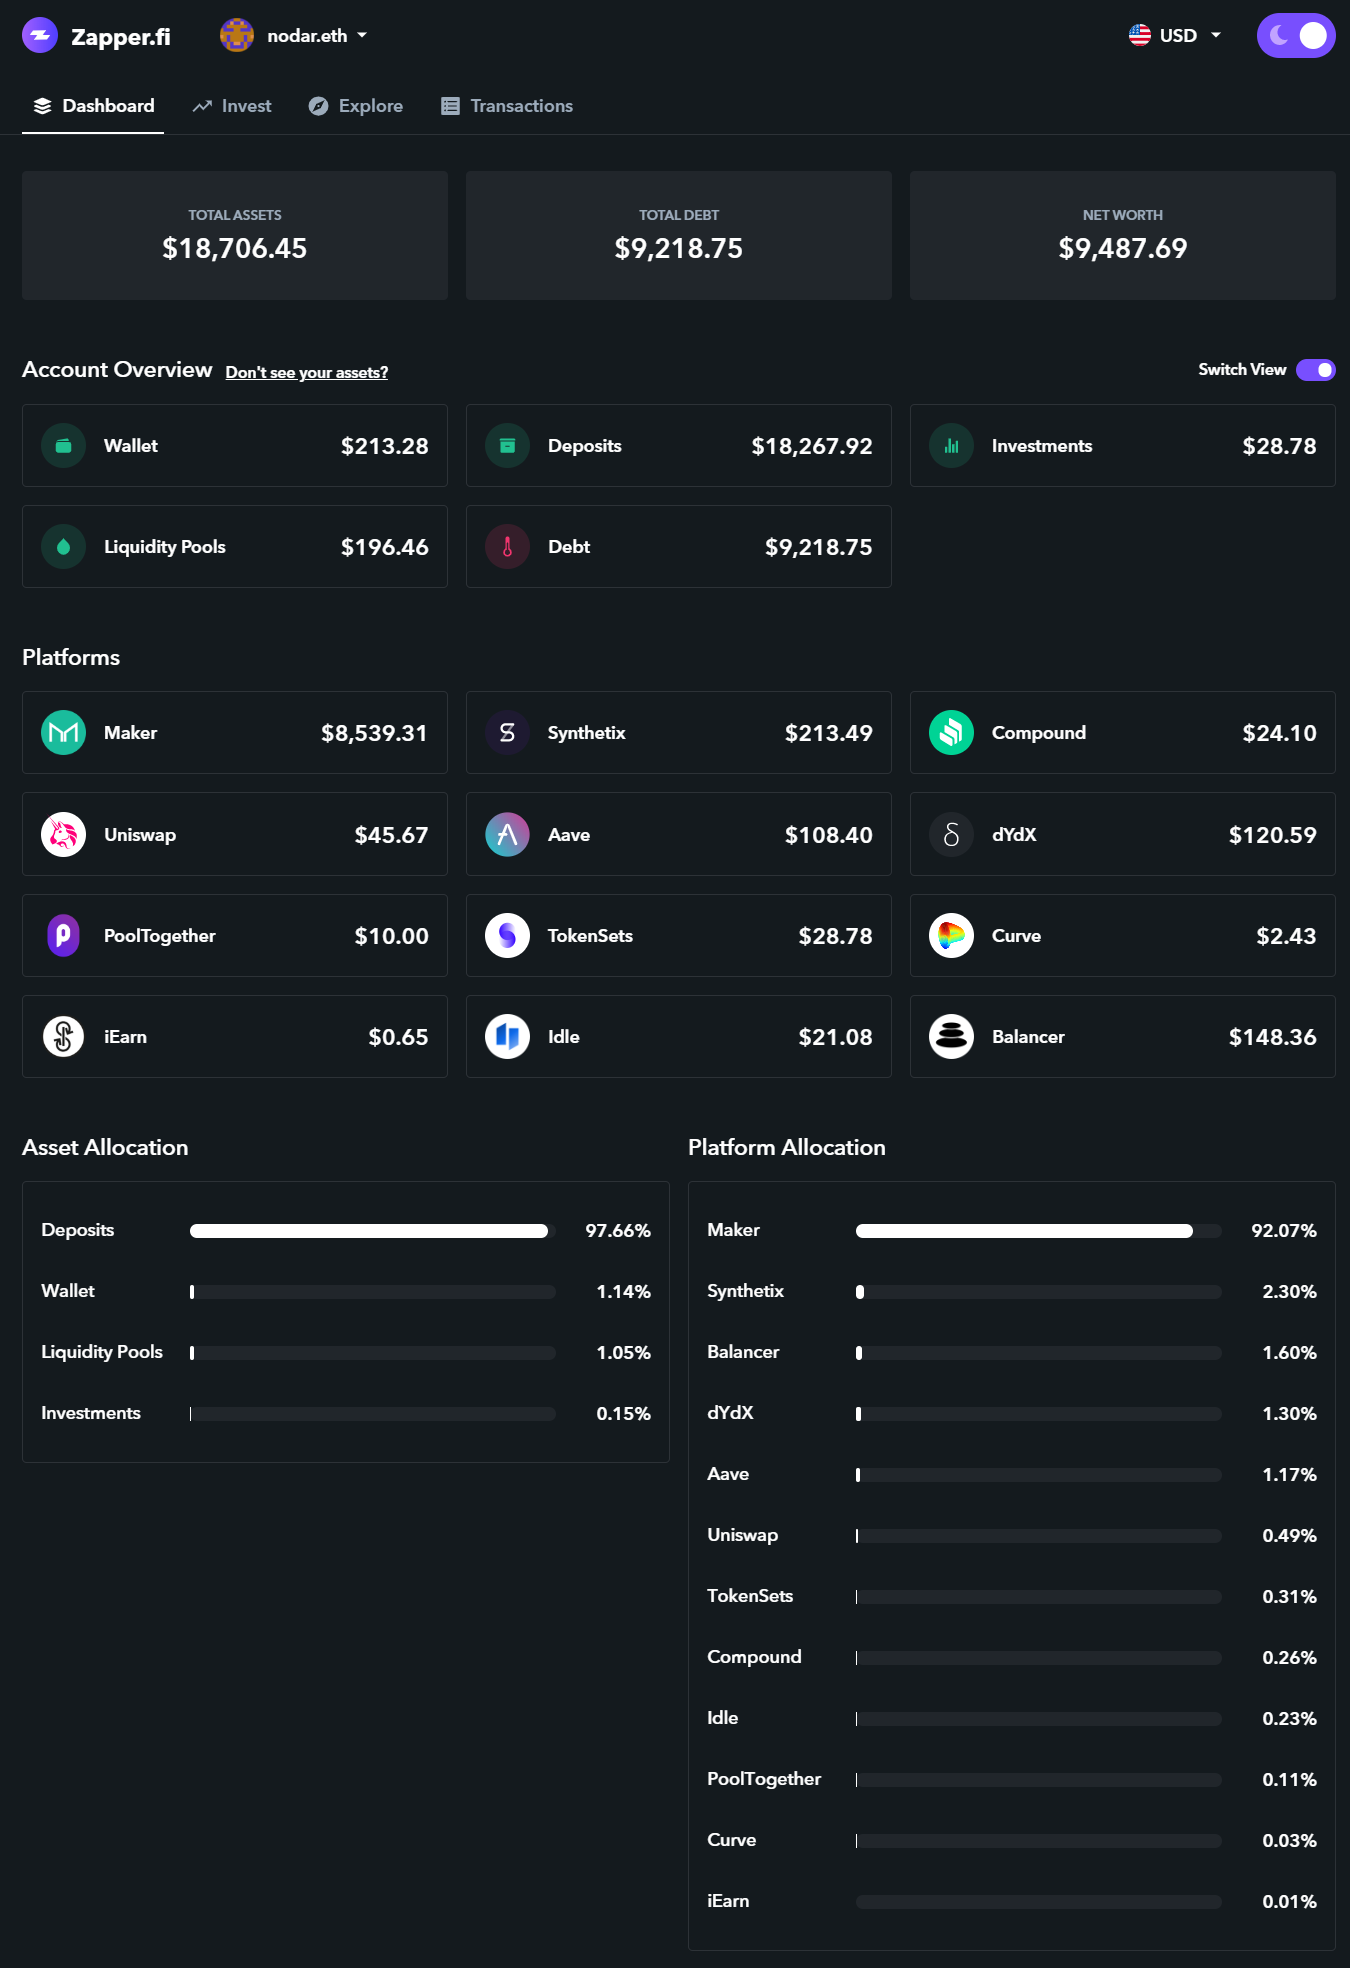 Zapper.fi nodar.eth USD
Dashboard Invest Explore Transactions
TOTAL ASSETS TOTAL DEBT NET WORTH
$18,706.45 $9,218.75 $9,487.69
Account Overview Don't see your assets? Switch View
Wallet $213.28 Deposits $18,267.92 Investments $28.78
Liquidity Pools $196.46 Debt $9,218.75
Platforms
Maker $8,539.31 Synthetix $213.49 Compound $24.10
Uniswap $45.67 Aave $108.40 dYdX $120.59
PoolTogether $10.00 TokenSets $28.78 Curve $2.43
iEarn $0.65 Idle $21.08 Balancer $148.36
Asset Allocation
Deposits 97.66%
Wallet 1.14%
Liquidity Pools 1.05%
Investments 0.15%
Platform Allocation
Maker 92.07%
Synthetix 2.30%
Balancer 1.60%
dYdX 1.30%
Aave 1.17%
Uniswap 0.49%
TokenSets 0.31%
Compound 0.26%
Idle 0.23%
PoolTogether 0.11%
Curve 0.03%
iEarn 0.01%